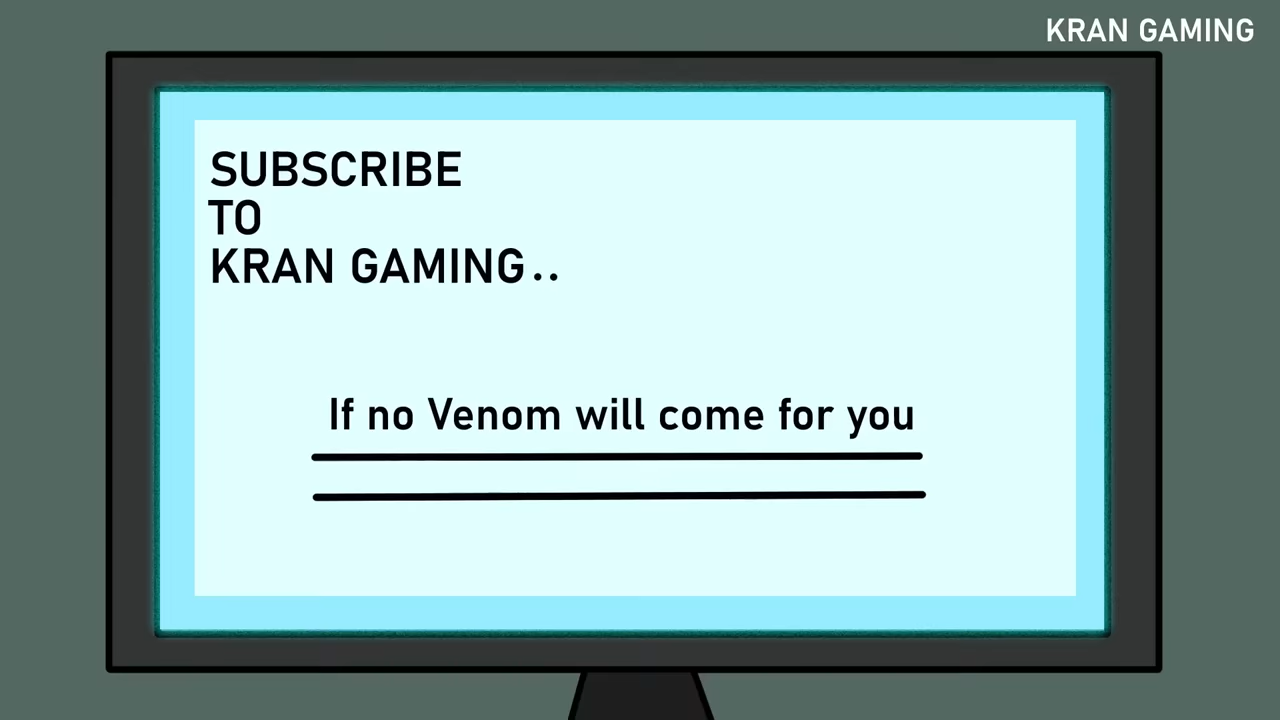 KRAN GAMING
SUBSCRIBE
TO
KRAN GAMING..
If no Venom will come for you